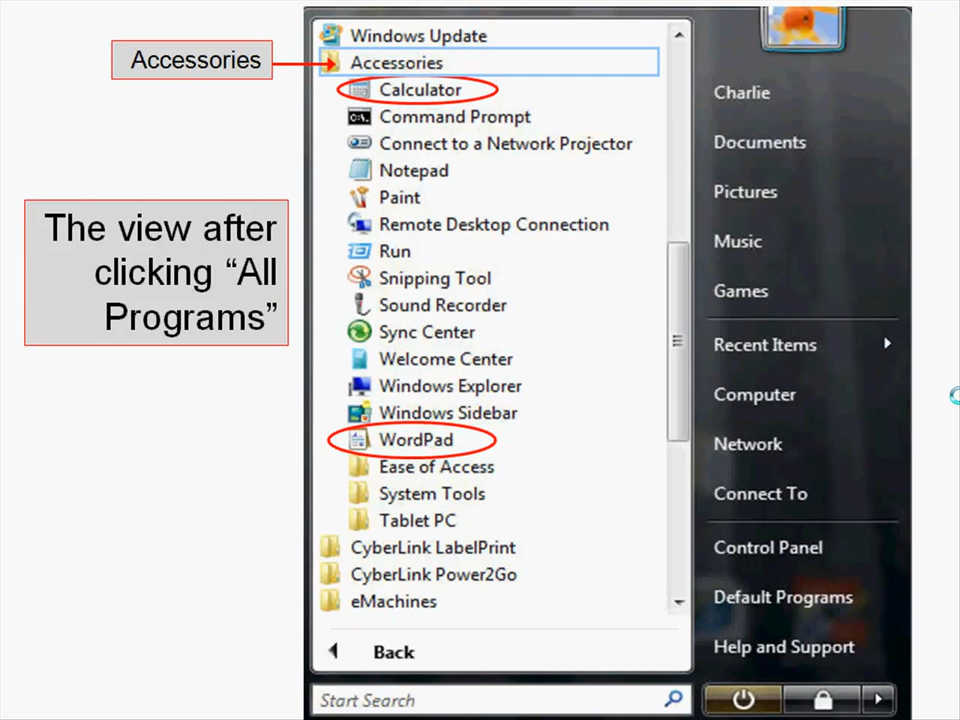 Accessories
The view after
clicking “All
Programs”
Windows Update
Accessories
Calculator
C:\.
Command Prompt
Connect to a Network Projector
Notepad
Paint
Remote Desktop Connection
Run
Snipping Tool
Sound Recorder
Sync Center
Welcome Center
Windows Explorer
Windows Sidebar
WordPad
Ease of Access
System Tools
Tablet PC
CyberLink LabelPrint
CyberLink Power2Go
eMachines
Back
Start Search
Charlie
Documents
Pictures
Music
Games
Recent Items
Computer
Network
Connect To
Control Panel
Default Programs
Help and Support